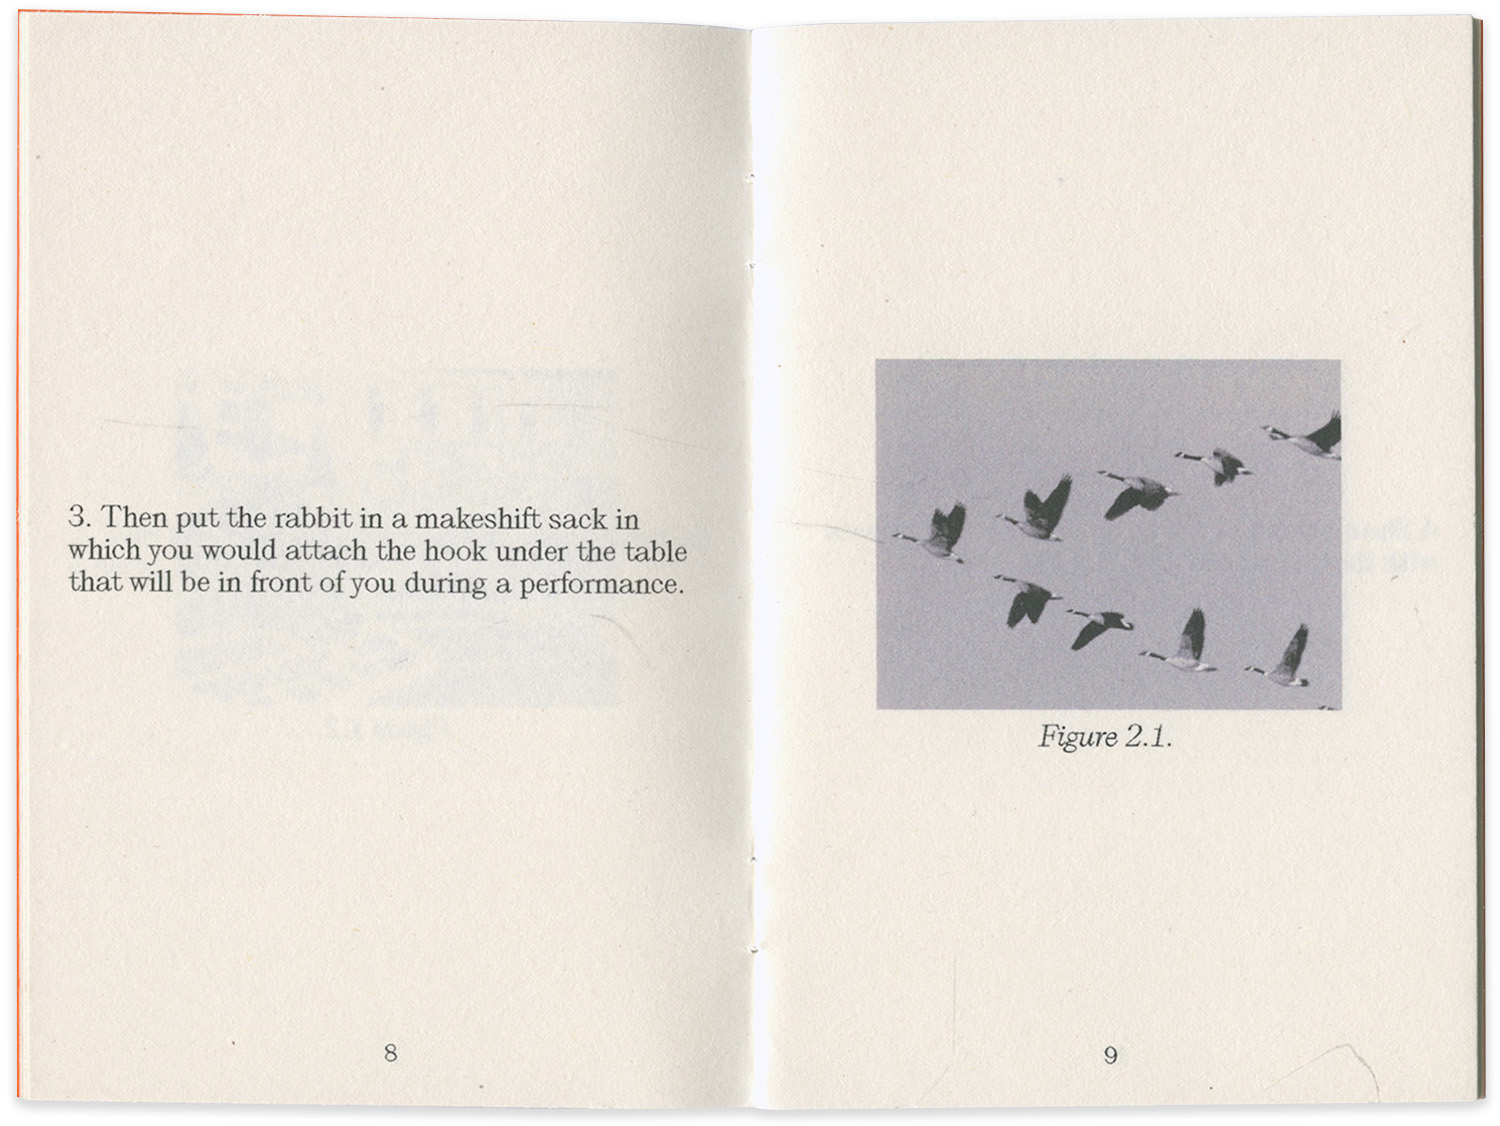 3. Then put the rabbit in a makeshift sack in
which you would attach the hook under the table
that will be in front of you during a performance.
8
Figure 2.1.
9